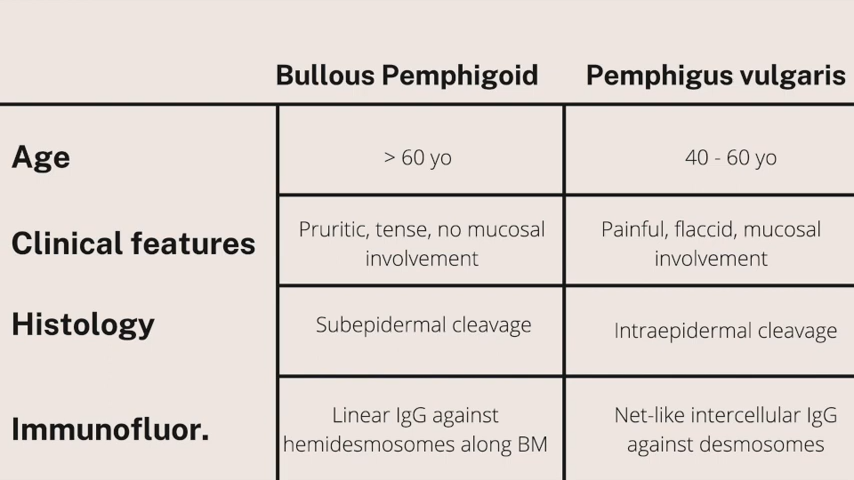 Bullous Pemphigoid
Pemphigus vulgaris
Age
> 60 yo
40 - 60 yo
Clinical features
Pruritic, tense, no mucosal
involvement
Painful, flaccid, mucosal
involvement
Histology
Subepidermal cleavage
Intraepidermal cleavage
Immunofluor.
Linear IgG against
hemidesmosomes along BM
Net-like intercellular IgG
against desmosomes